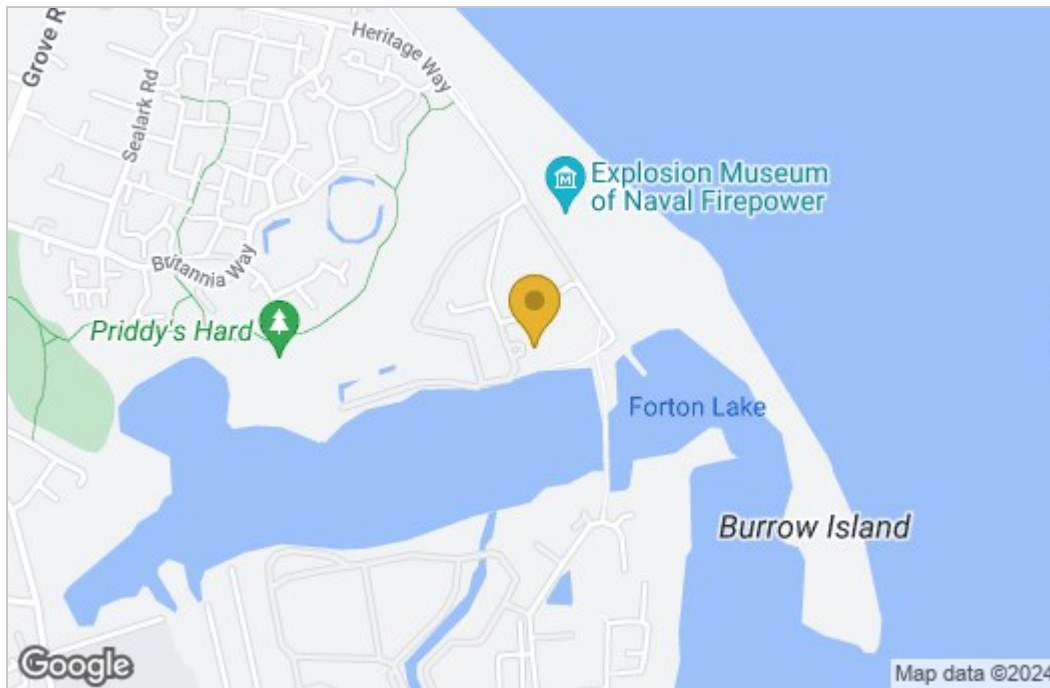 Grove R
Heritage Way
Sealark Rd
Explosion Museum
of Naval Firepower
Britannia Way
Priddy's Hard
Forton Lake
Burrow Island
Google
Map data ©2024